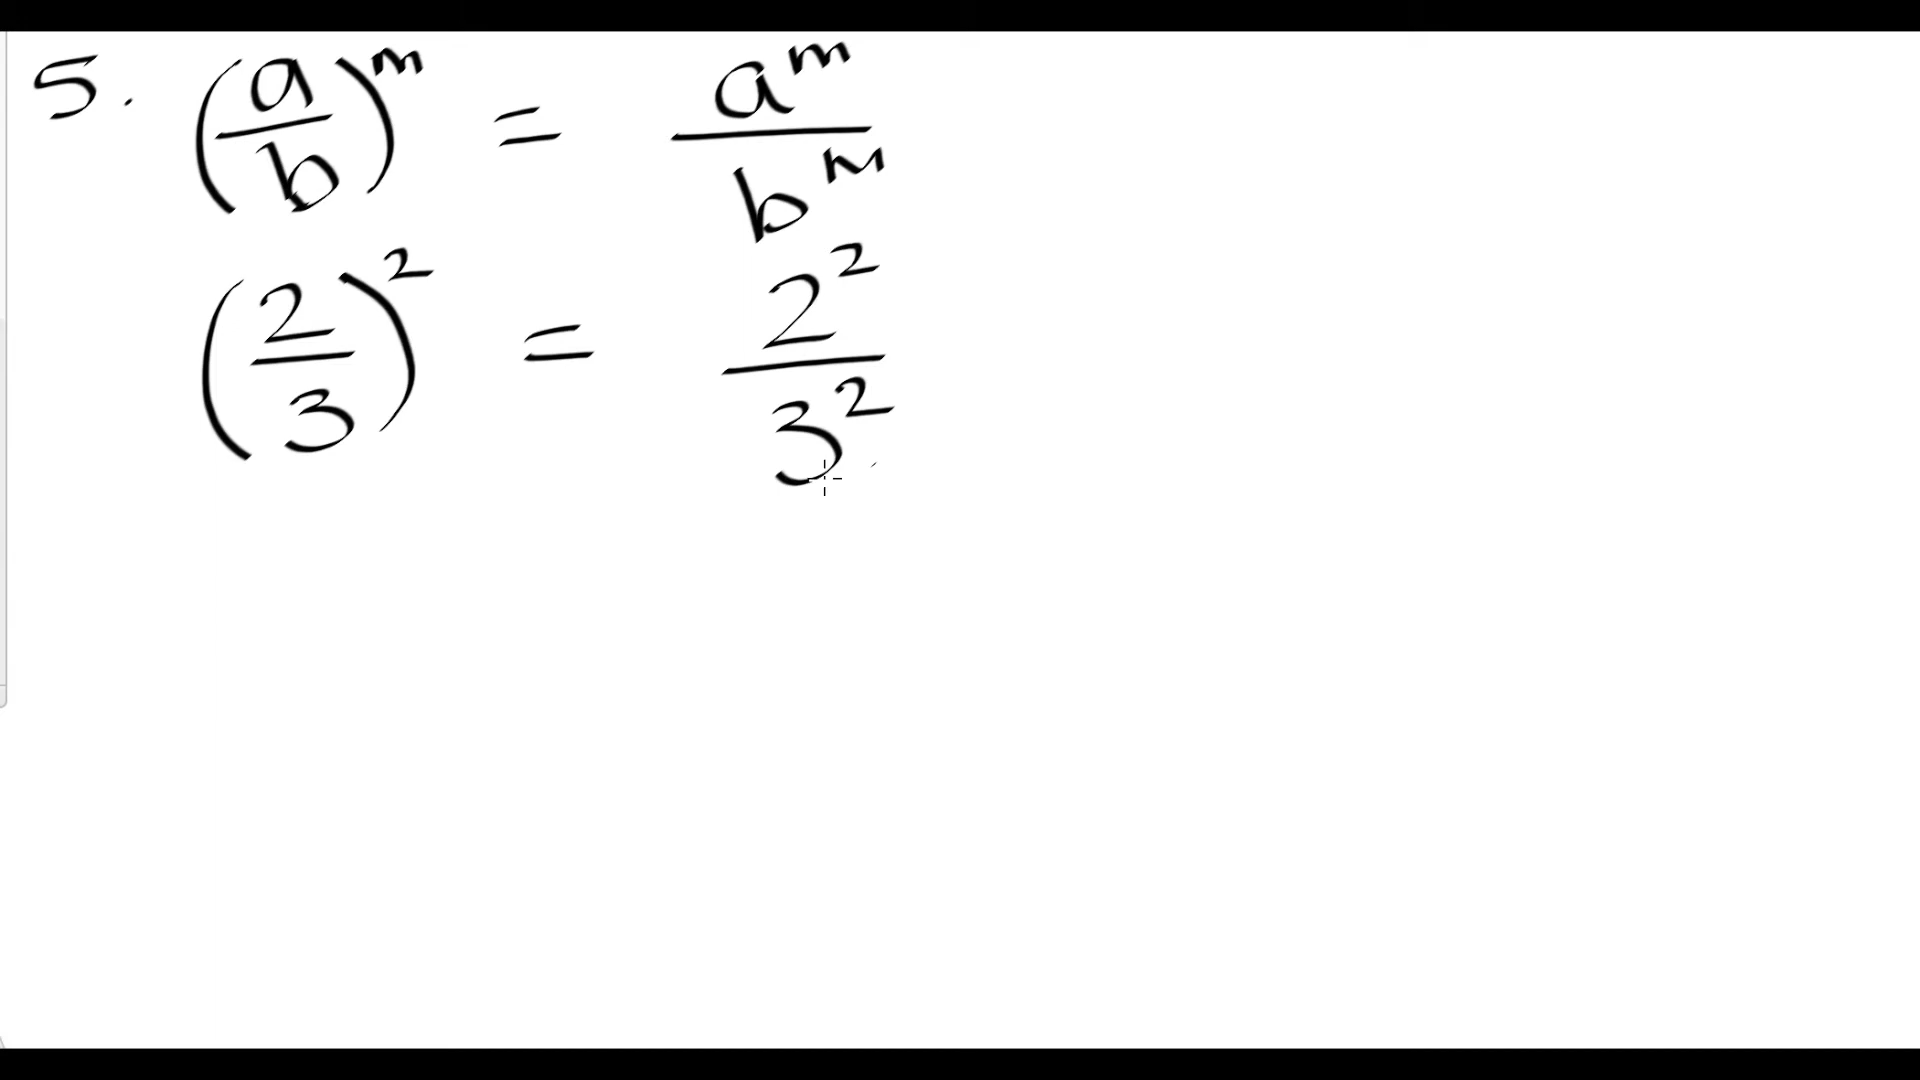 5. (a/b)^m = a^m/b^m
(2/3)^2 = 2^2/3^2